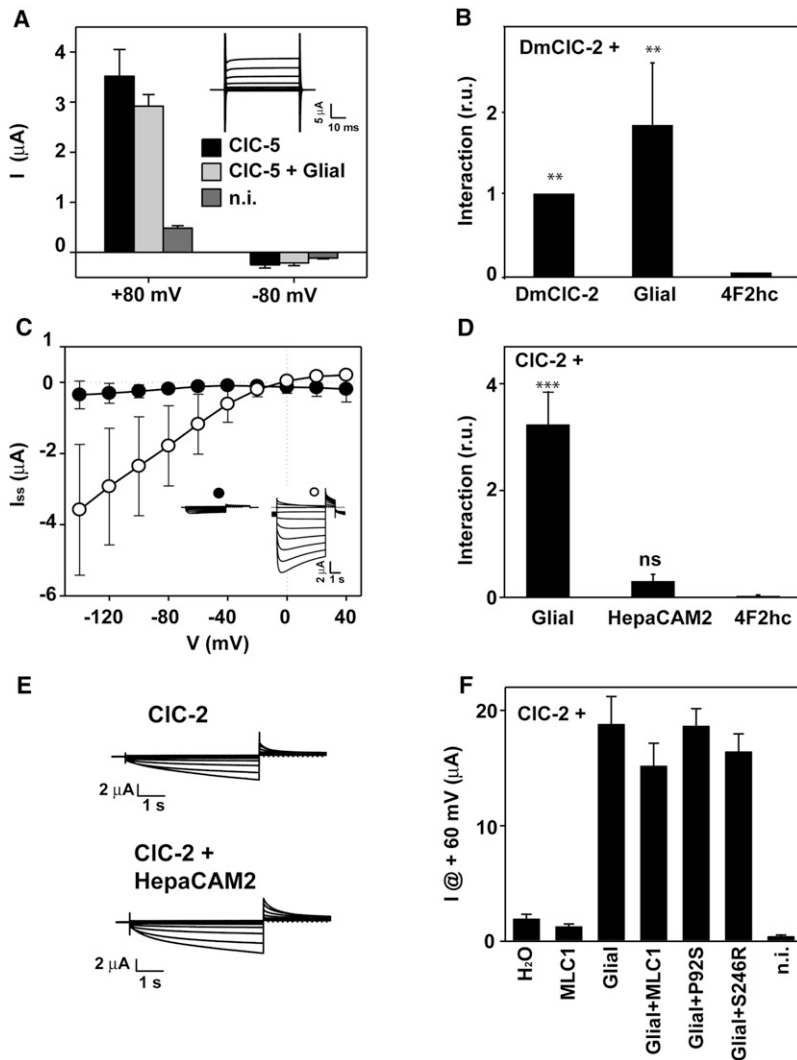 A
4
3
2
1
0
I (μA)
5 μA
10 ms
ClC-5
ClC-5 + Glial
n.i.
+80 mV
-80 mV
B
DmClC-2 +
**
**
2
1
0
Interaction (r.u.)
DmClC-2
Glial
4F2hc
C
1
0
-2
-4
-6
Iss (μA)
2 μA
1 s
-120
-80
-40
0
40
V (mV)
D
ClC-2 +
***
ns
4
2
0
Interaction (r.u.)
Glial
HepaCAM2
4F2hc
E
ClC-2
2 μA
1 s
ClC-2 +
HepaCAM2
2 μA
1 s
F
ClC-2 +
20
10
0
I @ + 60 mV (μA)
H₂O
MLC1
Glial
Glial+MLC1
Glial+P92S
Glial+S246R
n.i.